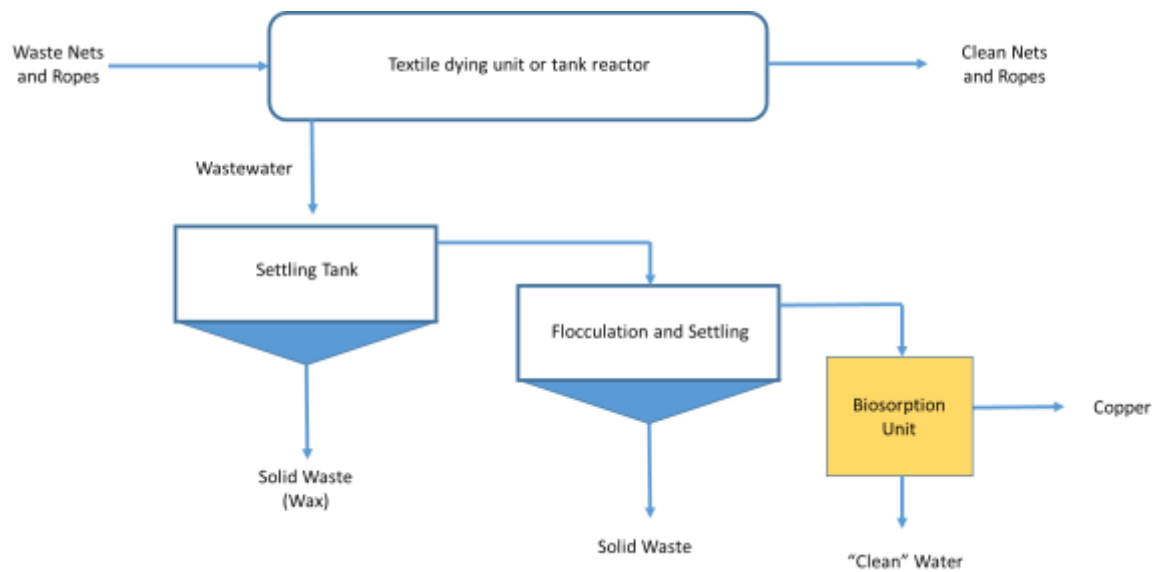 Waste Nets
and Ropes
Textile dying unit or tank reactor
Clean Nets
and Ropes
Wastewater
Settling Tank
Flocculation and Settling
Biosorption
Unit
Copper
Solid Waste
(Wax)
Solid Waste
“Clean” Water